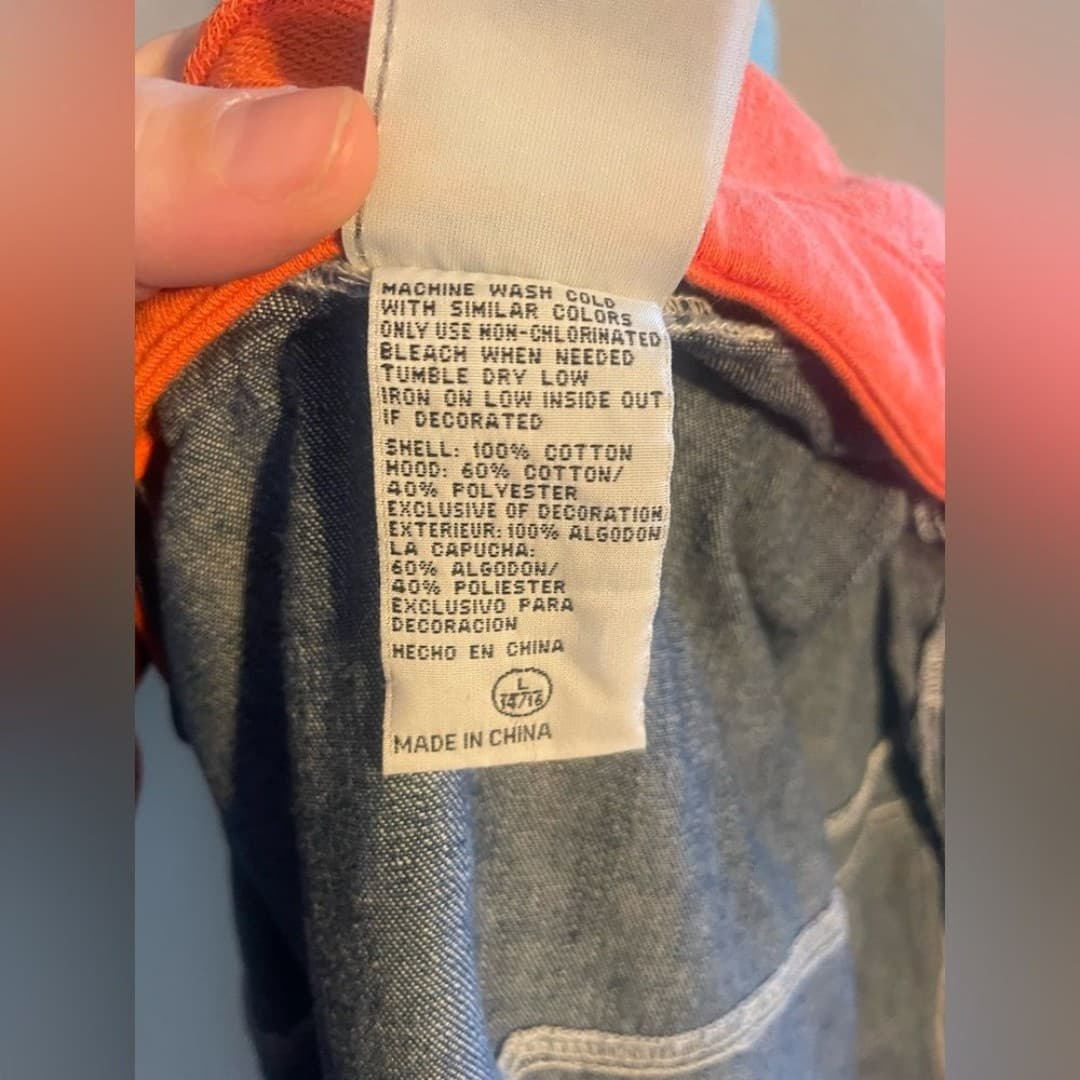 MACHINE WASH COLD
WITH SIMILAR COLORS
ONLY USE NON-CHLORINATED
BLEACH WHEN NEEDED
TUMBLE DRY LOW
IRON ON LOW INSIDE OUT
IF DECORATED
SHELL: 100% COTTON
HOOD: 60% COTTON/
40% POLYESTER
EXCLUSIVE OF DECORATION
EXTERIEUR: 100% ALGODON
LA CAPUCHA:
60% ALGODON/
40% POLIESTER
EXCLUSIVO PARA
DECORACION
HECHO EN CHINA
L
14/16
MADE IN CHINA